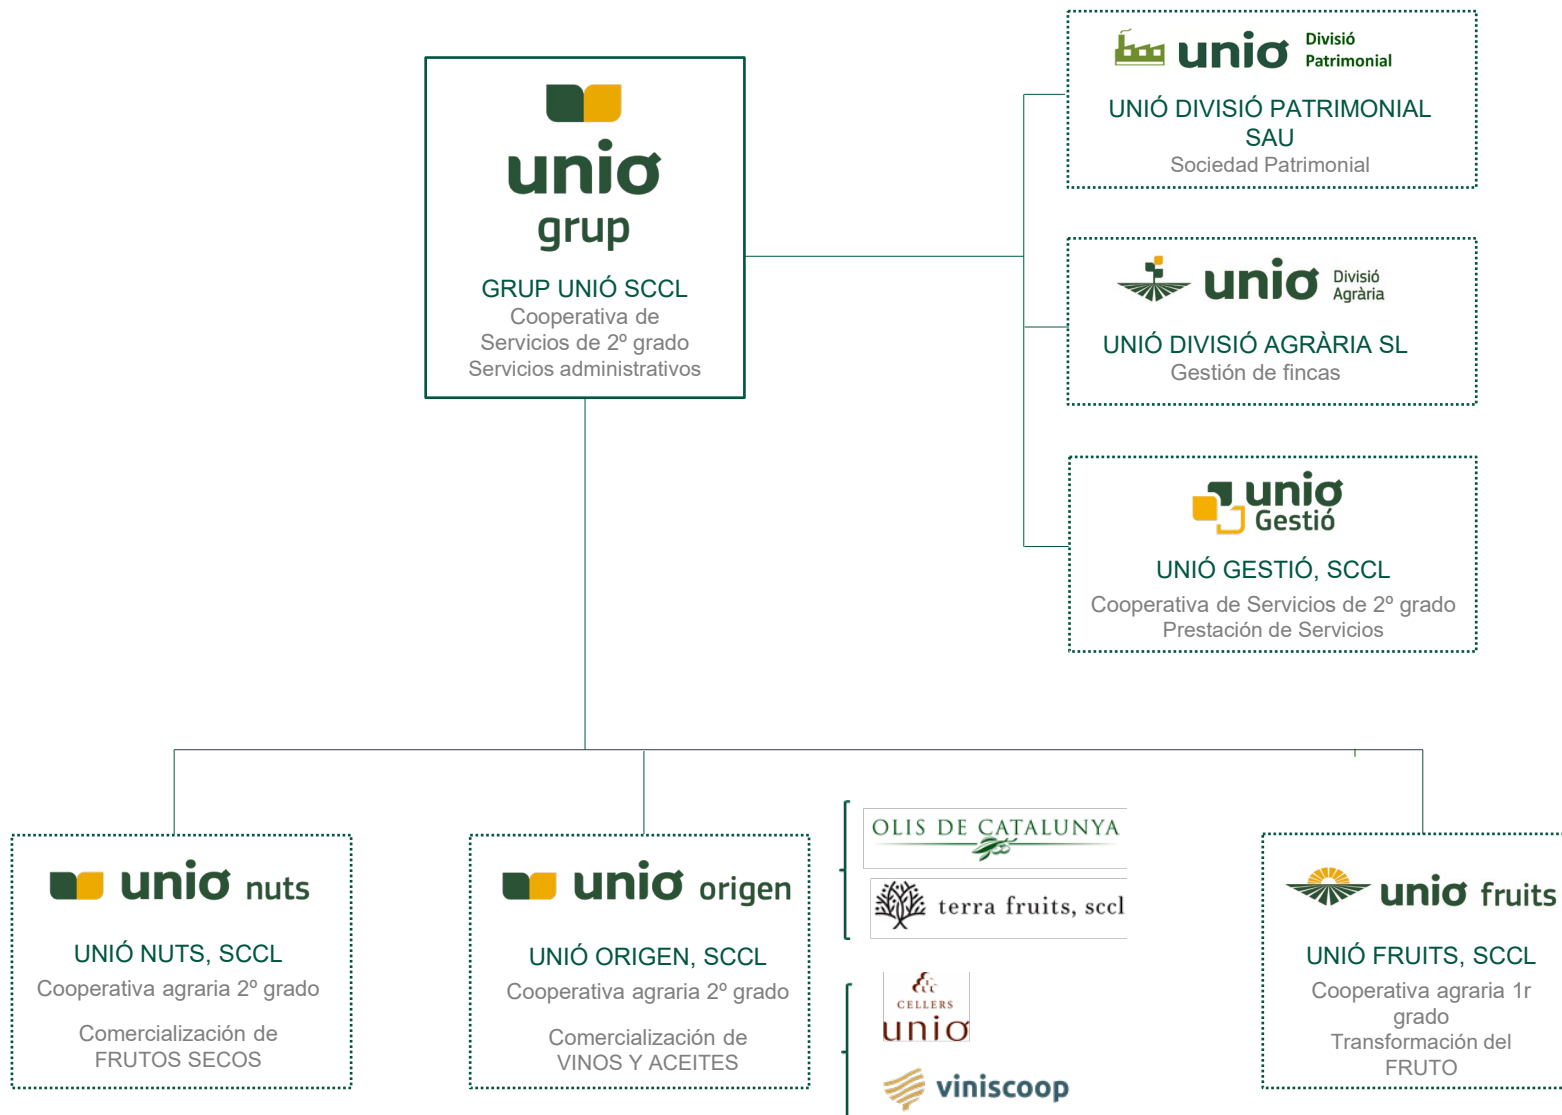 unió
grup
GRUP UNIÓ SCCL
Cooperativa de
Servicios de 2º grado
Servicios administrativos
unió Divisió
Patrimonial
UNIÓ DIVISIÓ PATRIMONIAL
SAU
Sociedad Patrimonial
unió Divisió
Agrària
UNIÓ DIVISIÓ AGRÀRIA SL
Gestión de fincas
unió
Gestió
UNIÓ GESTIÓ, SCCL
Cooperativa de Servicios de 2º grado
Prestación de Servicios
unió nuts
UNIÓ NUTS, SCCL
Cooperativa agraria 2º grado
Comercialización de
FRUTOS SECOS
unió origen
UNIÓ ORIGEN, SCCL
Cooperativa agraria 2º grado
Comercialización de
VINOS Y ACEITES
OLIS DE CATALUNYA
terra fruits, sccl
CELLERS
unió
viniscoop
unió fruits
UNIÓ FRUITS, SCCL
Cooperativa agraria 1r
grado
Transformación del
FRUTO